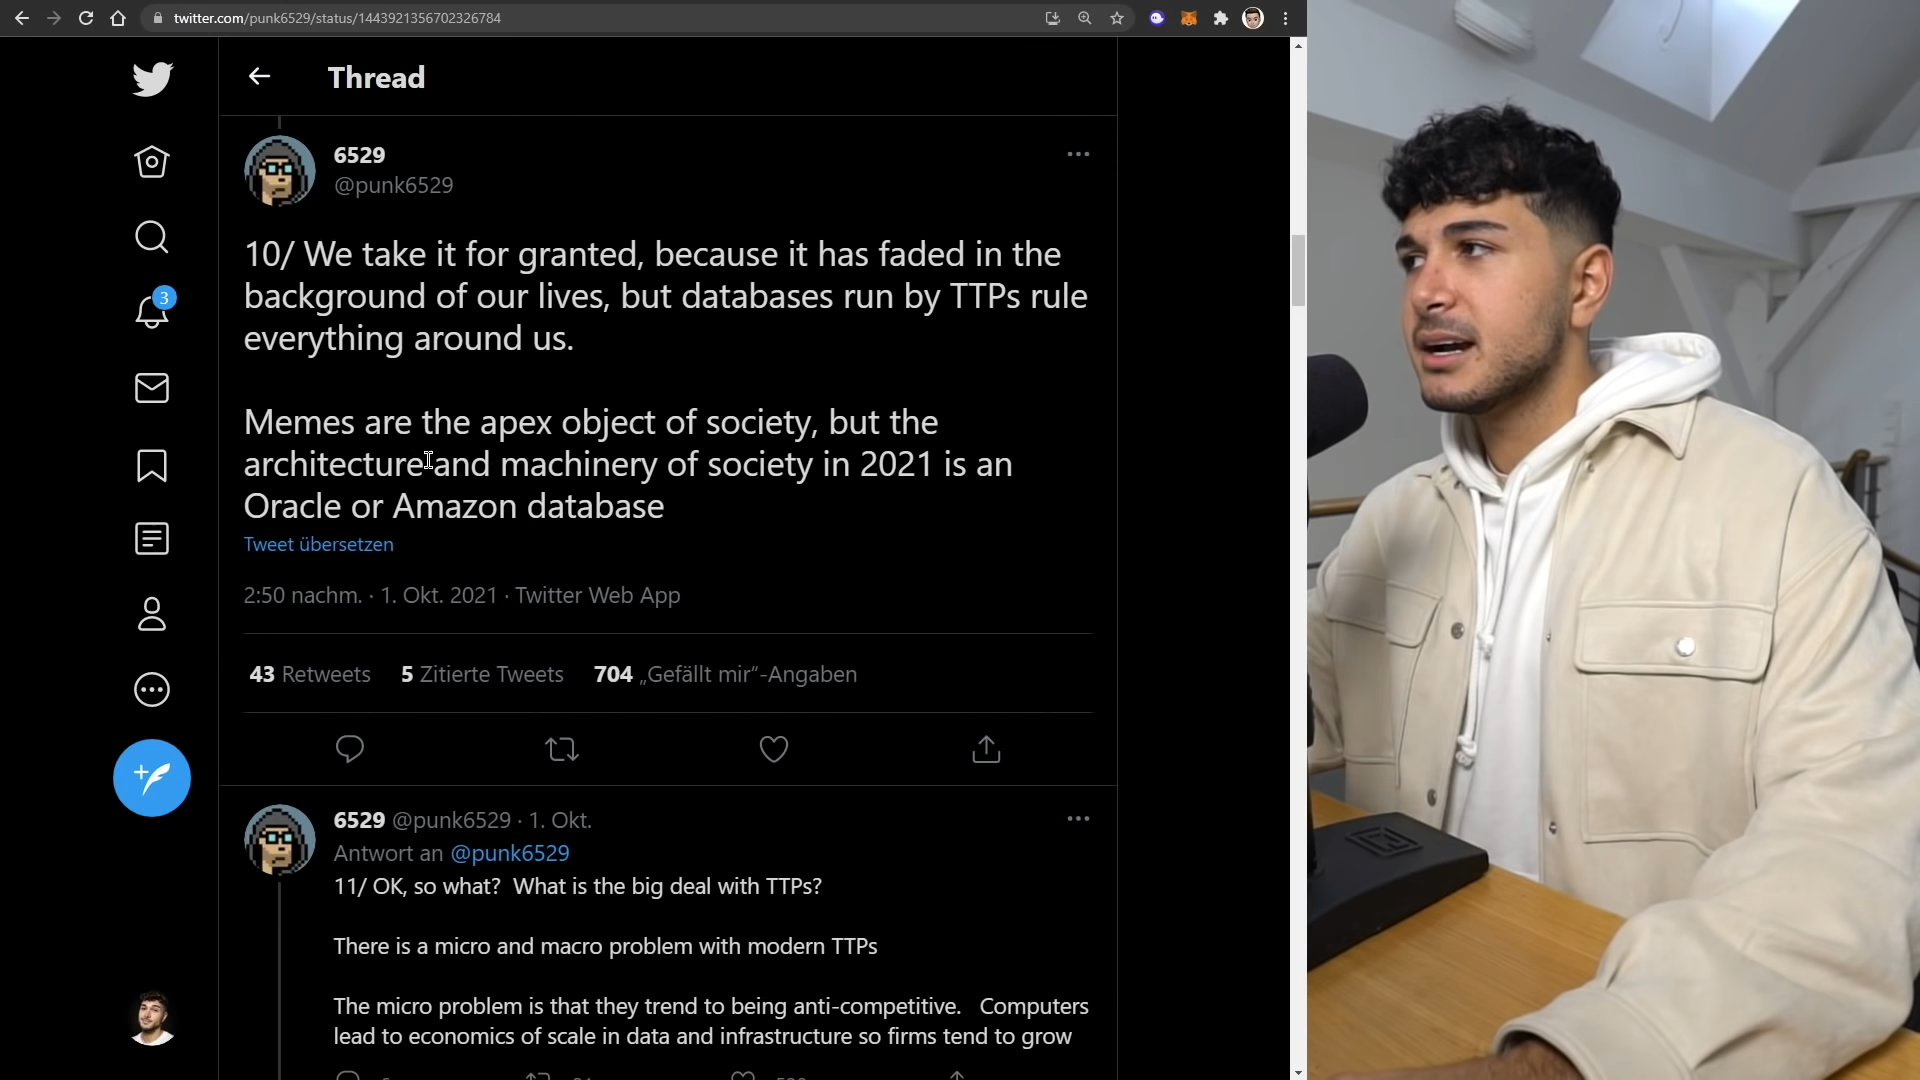 twitter.com/punk6529/status/1443921356702326784
Thread
6529
@punk6529
10/ We take it for granted, because it has faded in the
background of our lives, but databases run by TTPs rule
everything around us.
Memes are the apex object of society, but the
architecture and machinery of society in 2021 is an
Oracle or Amazon database
Tweet übersetzen
2:50 nachm. · 1. Okt. 2021 · Twitter Web App
43 Retweets 5 Zitierte Tweets 704 „Gefällt mir“-Angaben
3
6529 @punk6529 · 1. Okt.
Antwort an @punk6529
11/ OK, so what? What is the big deal with TTPs?
There is a micro and macro problem with modern TTPs
The micro problem is that they trend to being anti-competitive. Computers
lead to economics of scale in data and infrastructure so firms tend to grow